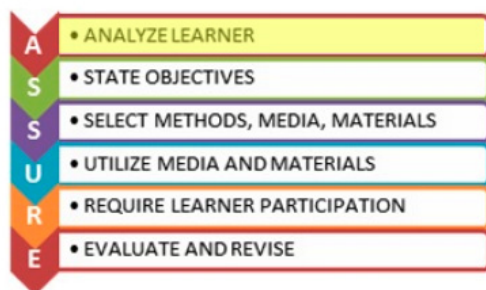 A • ANALYZE LEARNER
S • STATE OBJECTIVES
S • SELECT METHODS, MEDIA, MATERIALS
U • UTILIZE MEDIA AND MATERIALS
R • REQUIRE LEARNER PARTICIPATION
E • EVALUATE AND REVISE